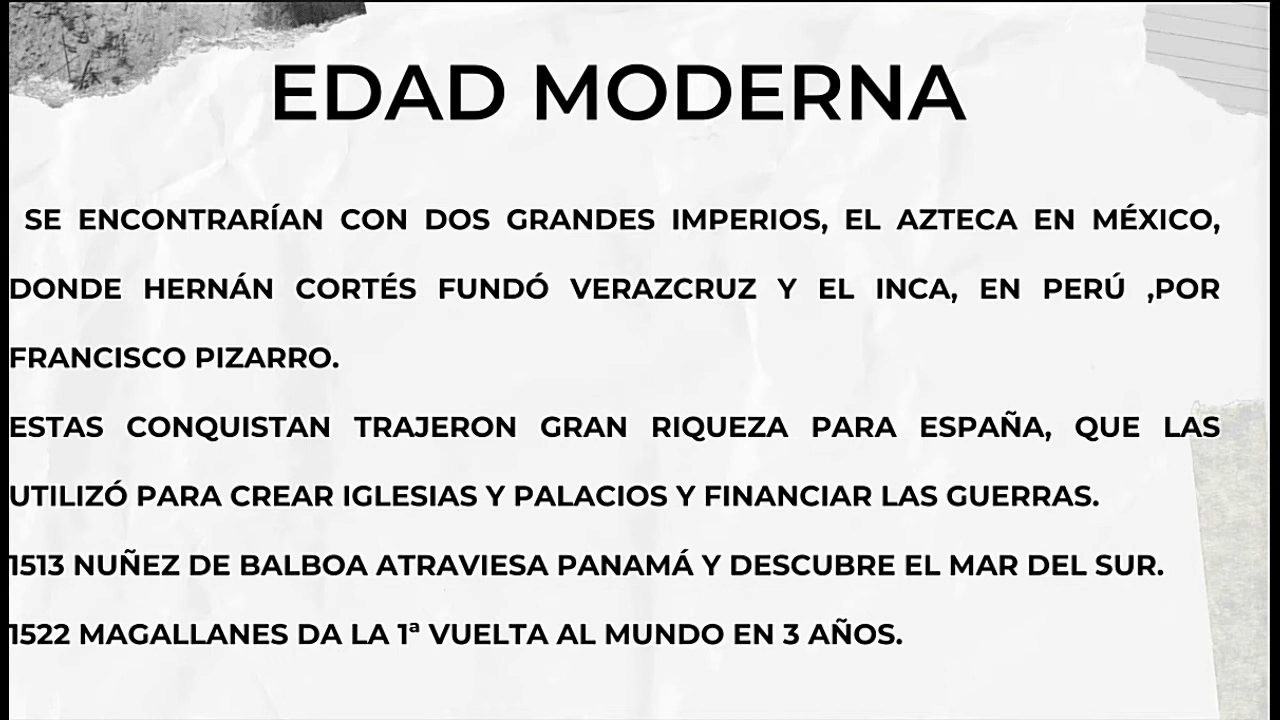 EDAD MODERNA
SE ENCONTRARÍAN CON DOS GRANDES IMPERIOS, EL AZTECA EN MÉXICO,
DONDE HERNÁN CORTÉS FUNDÓ VERAZCRUZ Y EL INCA, EN PERÚ ,POR
FRANCISCO PIZARRO.
ESTAS CONQUISTAN TRAJERON GRAN RIQUEZA PARA ESPAÑA, QUE LAS
UTILIZÓ PARA CREAR IGLESIAS Y PALACIOS Y FINANCIAR LAS GUERRAS.
1513 NUÑEZ DE BALBOA ATRAVIESA PANAMÁ Y DESCUBRE EL MAR DEL SUR.
1522 MAGALLANES DA LA 1ª VUELTA AL MUNDO EN 3 AÑOS.